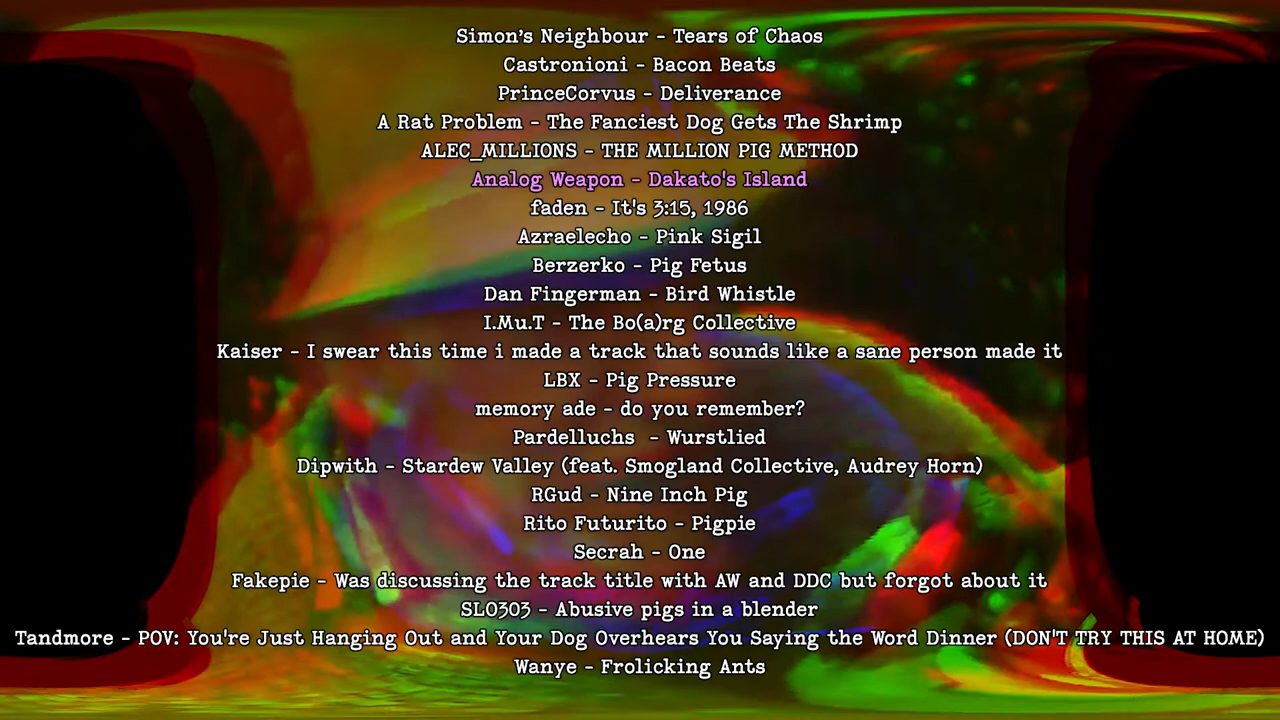 Simon’s Neighbour - Tears of Chaos
Castronioni - Bacon Beats
PrinceCorvus - Deliverance
A Rat Problem - The Fanciest Dog Gets The Shrimp
ALEC_MILLIONS - THE MILLION PIG METHOD
Analog Weapon - Dakato's Island
faden - It's 3:15, 1986
Azraelecho - Pink Sigil
Berzerko - Pig Fetus
Dan Fingerman - Bird Whistle
I.Mu.T - The Bo(a)rg Collective
Kaiser - I swear this time i made a track that sounds like a sane person made it
LBX - Pig Pressure
memory ade - do you remember?
Pardelluchs  - Wurstlied
Dipwith - Stardew Valley (feat. Smogland Collective, Audrey Horn)
RGud - Nine Inch Pig
Rito Futurito - Pigpie
Secrah - One
Fakepie - Was discussing the track title with AW and DDC but forgot about it
SL0303 - Abusive pigs in a blender
Tandmore - POV: You're Just Hanging Out and Your Dog Overhears You Saying the Word Dinner (DON'T TRY THIS AT HOME)
Wanye - Frolicking Ants